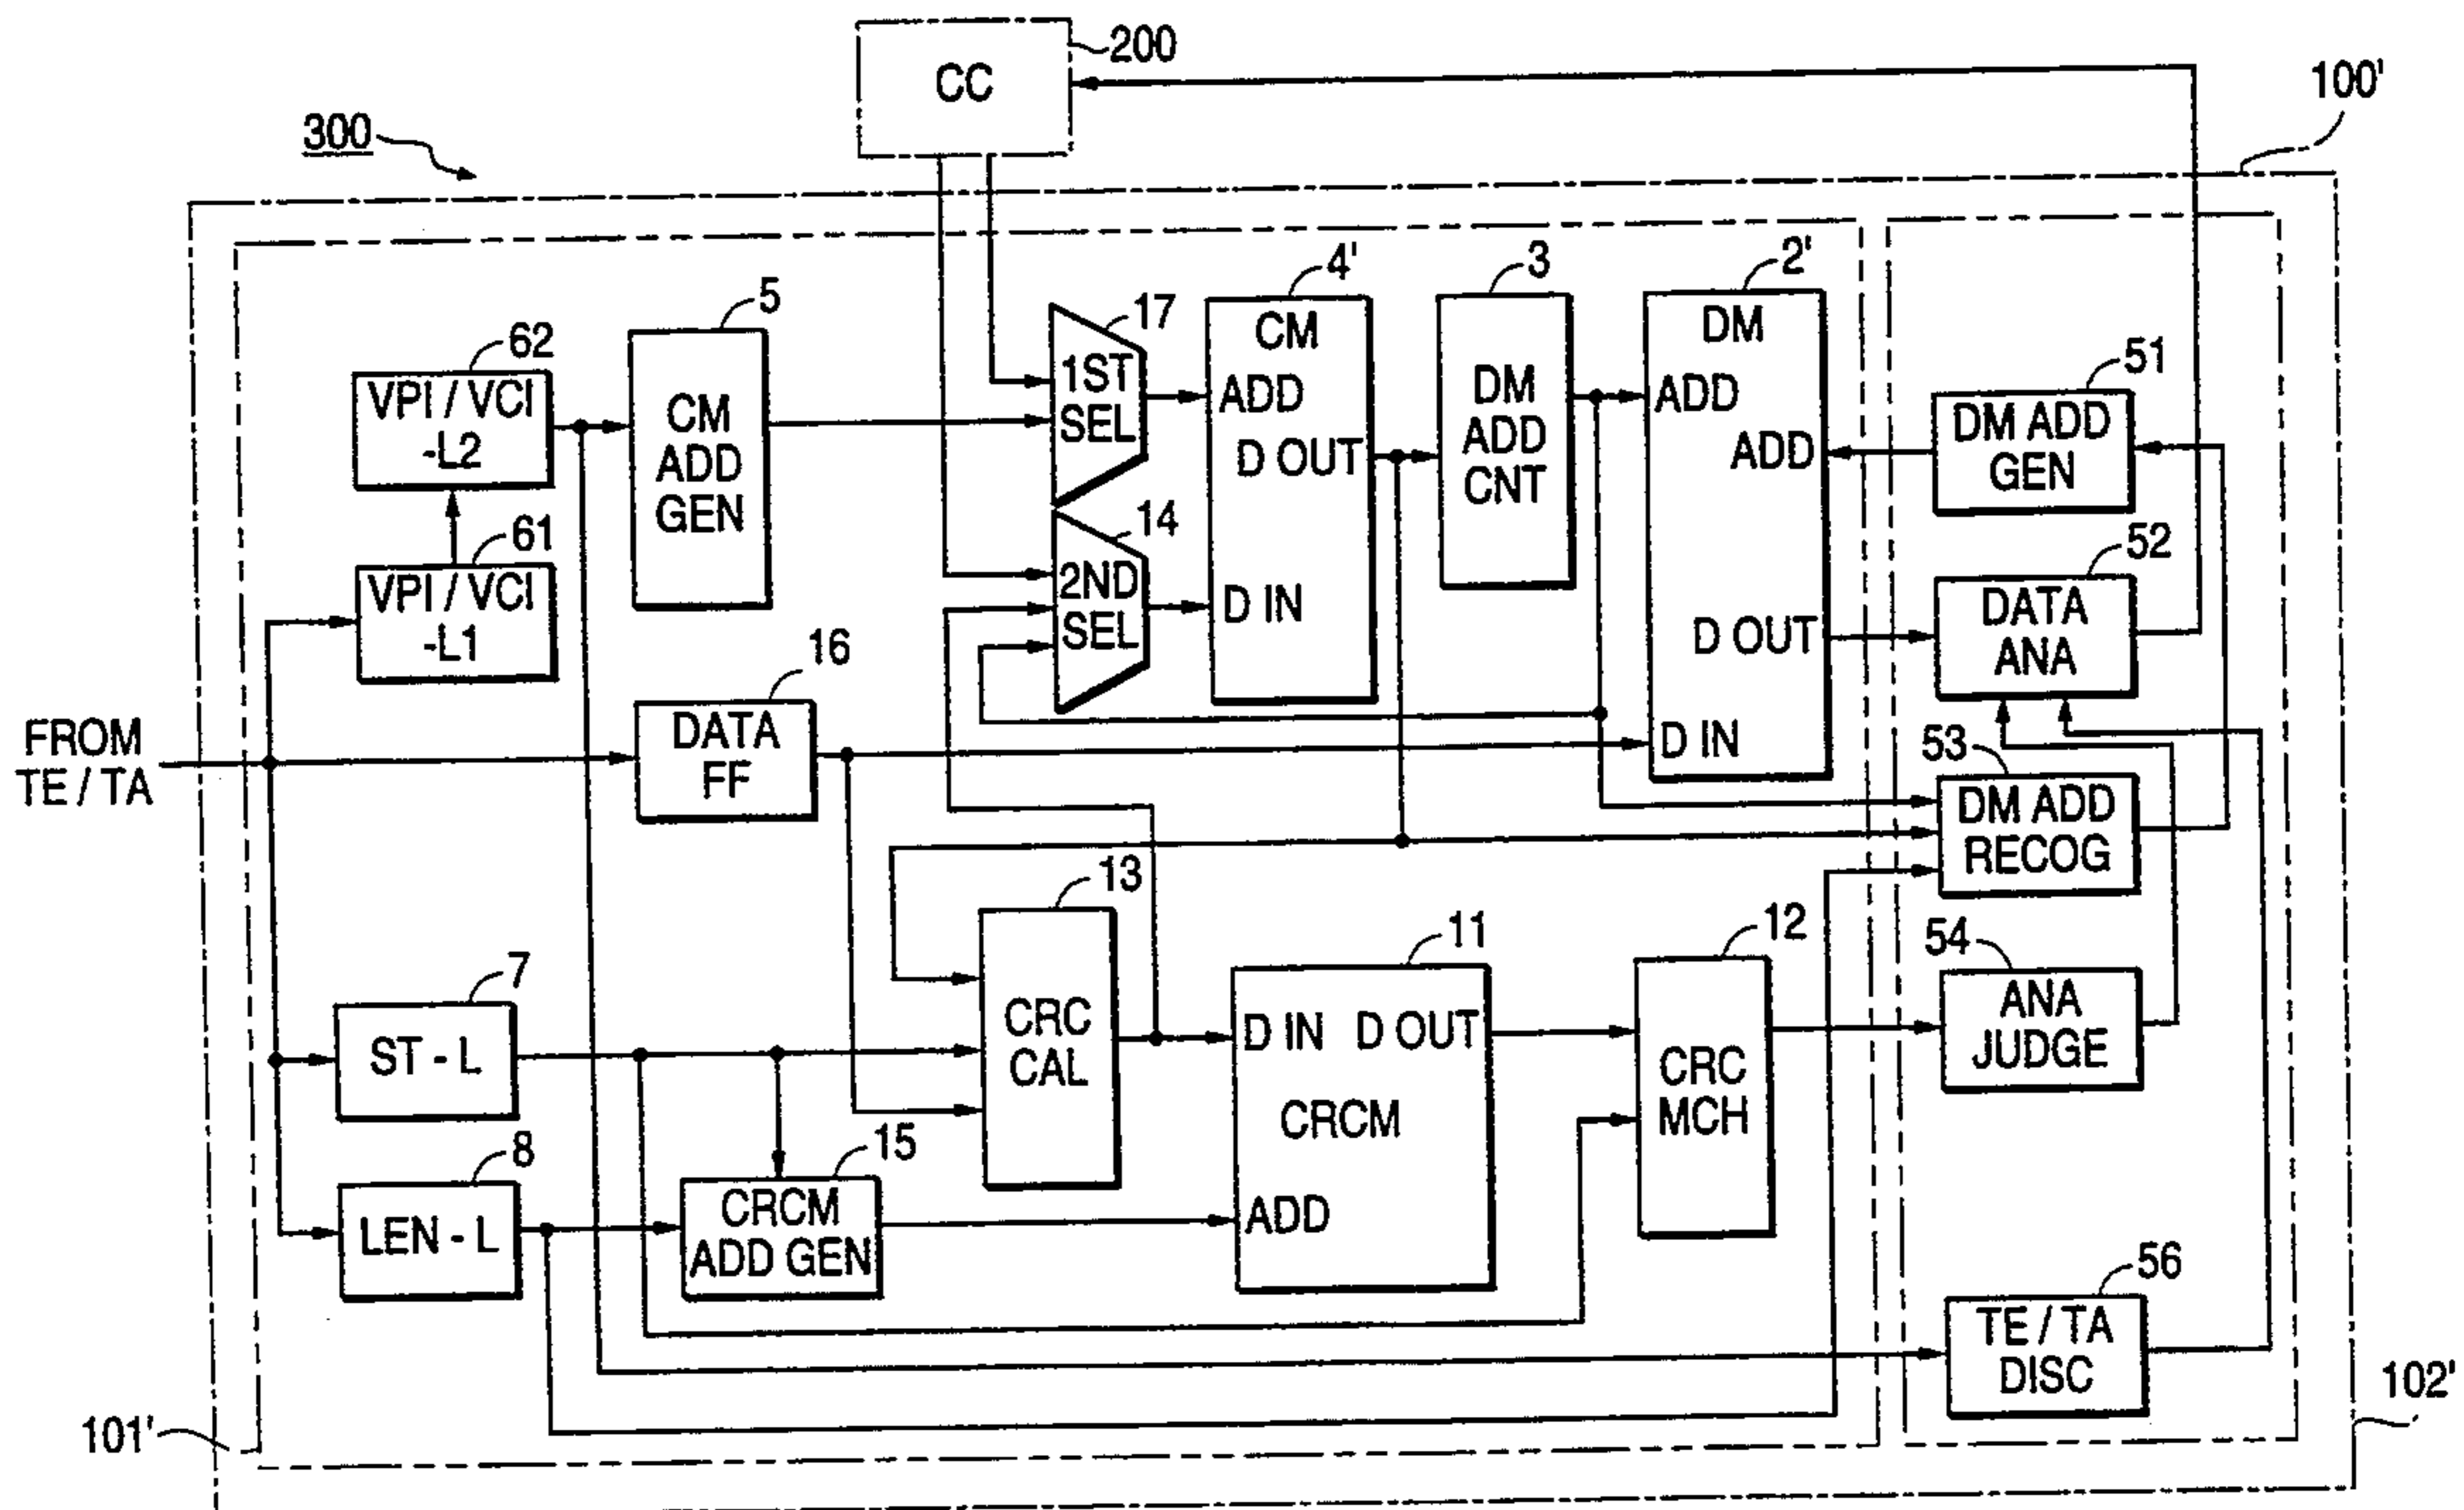 200
CC
100'
300
5
17
4'
3
2'
62
VPI / VCI
-L2
CM
ADD
GEN
1ST
SEL
CM
ADD
D OUT
D IN
DM
ADD
CNT
DM
ADD
ADD
D OUT
D IN
51
DM ADD
GEN
61
VPI / VCI
-L1
14
2ND
SEL
52
DATA
ANA
16
DATA
FF
FROM
TE / TA
53
DM ADD
RECOG
13
CRC
CAL
11
D IN D OUT
CRCM
ADD
12
CRC
MCH
54
ANA
JUDGE
7
ST - L
8
LEN - L
15
CRCM
ADD GEN
56
TE / TA
DISC
101'
102'